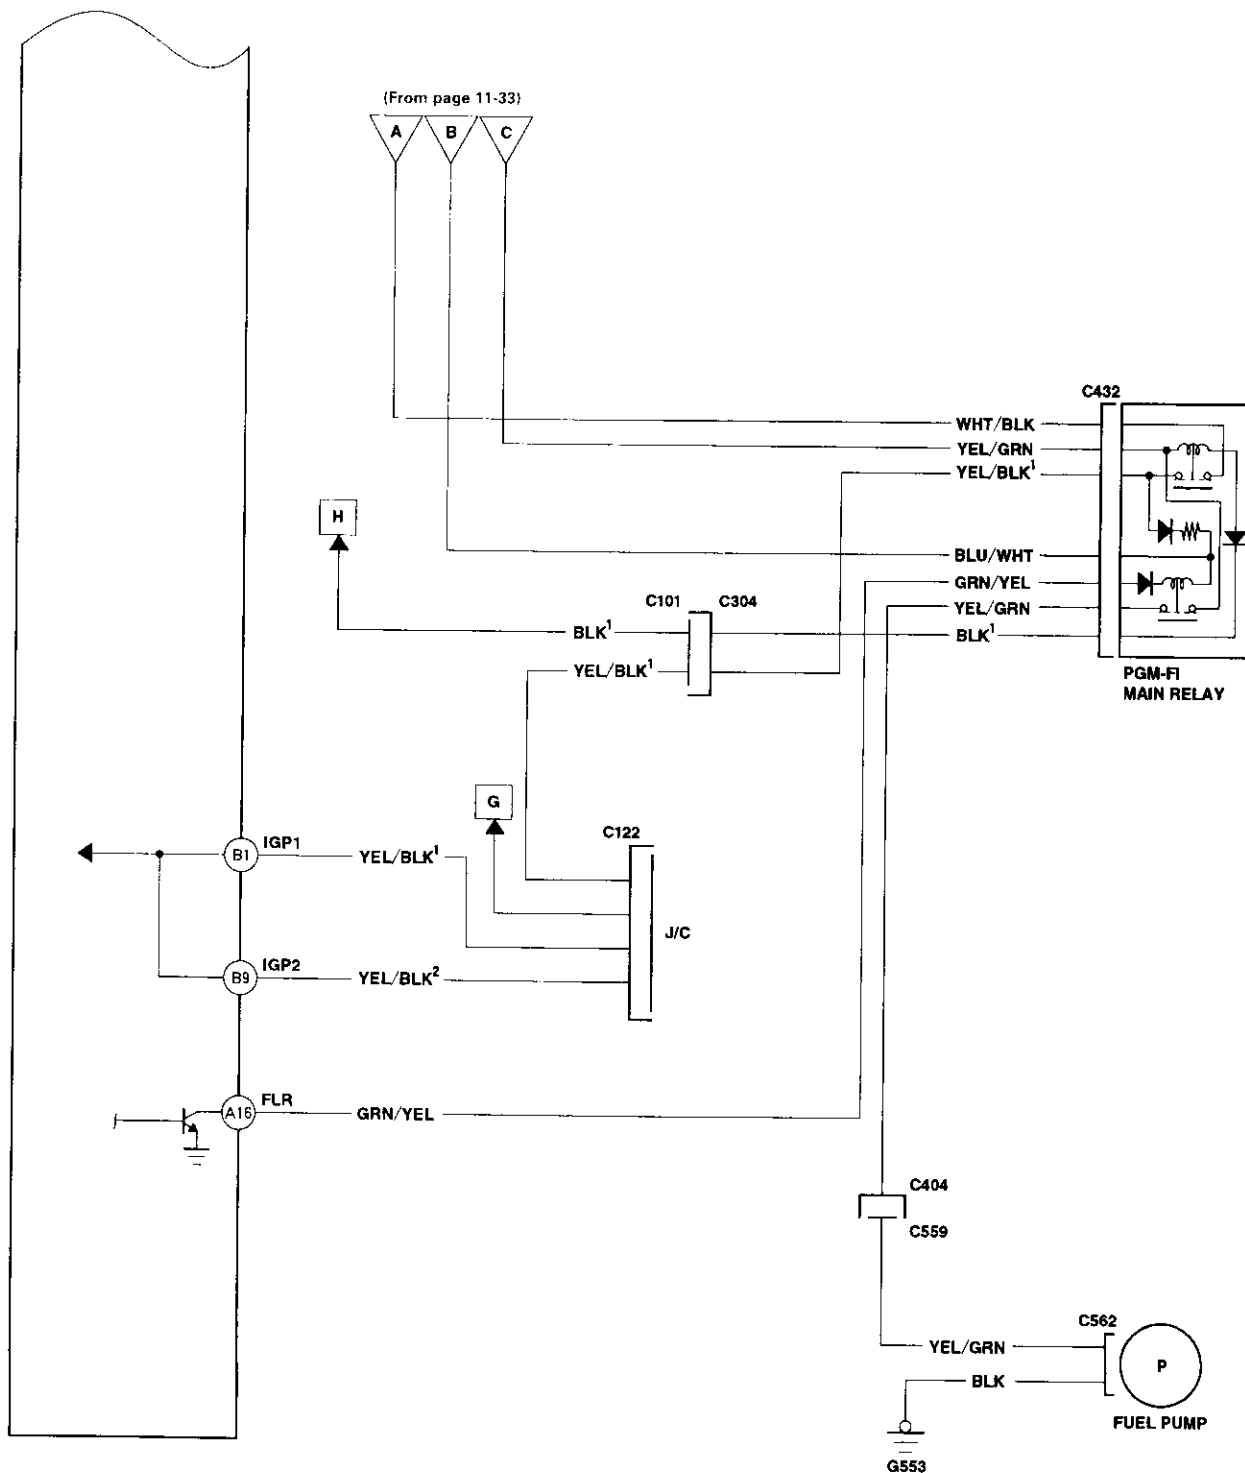 (From page 11-33)
A B C
C432
WHT/BLK
YEL/GRN
YEL/BLK¹
H
BLU/WHT
GRN/YEL
C101 C304
YEL/GRN
BLK¹
BLK¹
YEL/BLK¹
PGM-FI
MAIN RELAY
G
C122
B1
IGP1
YEL/BLK¹
J/C
B9
IGP2
YEL/BLK²
A16
FLR
GRN/YEL
C404
C559
C562
YEL/GRN
P
BLK
FUEL PUMP
G553